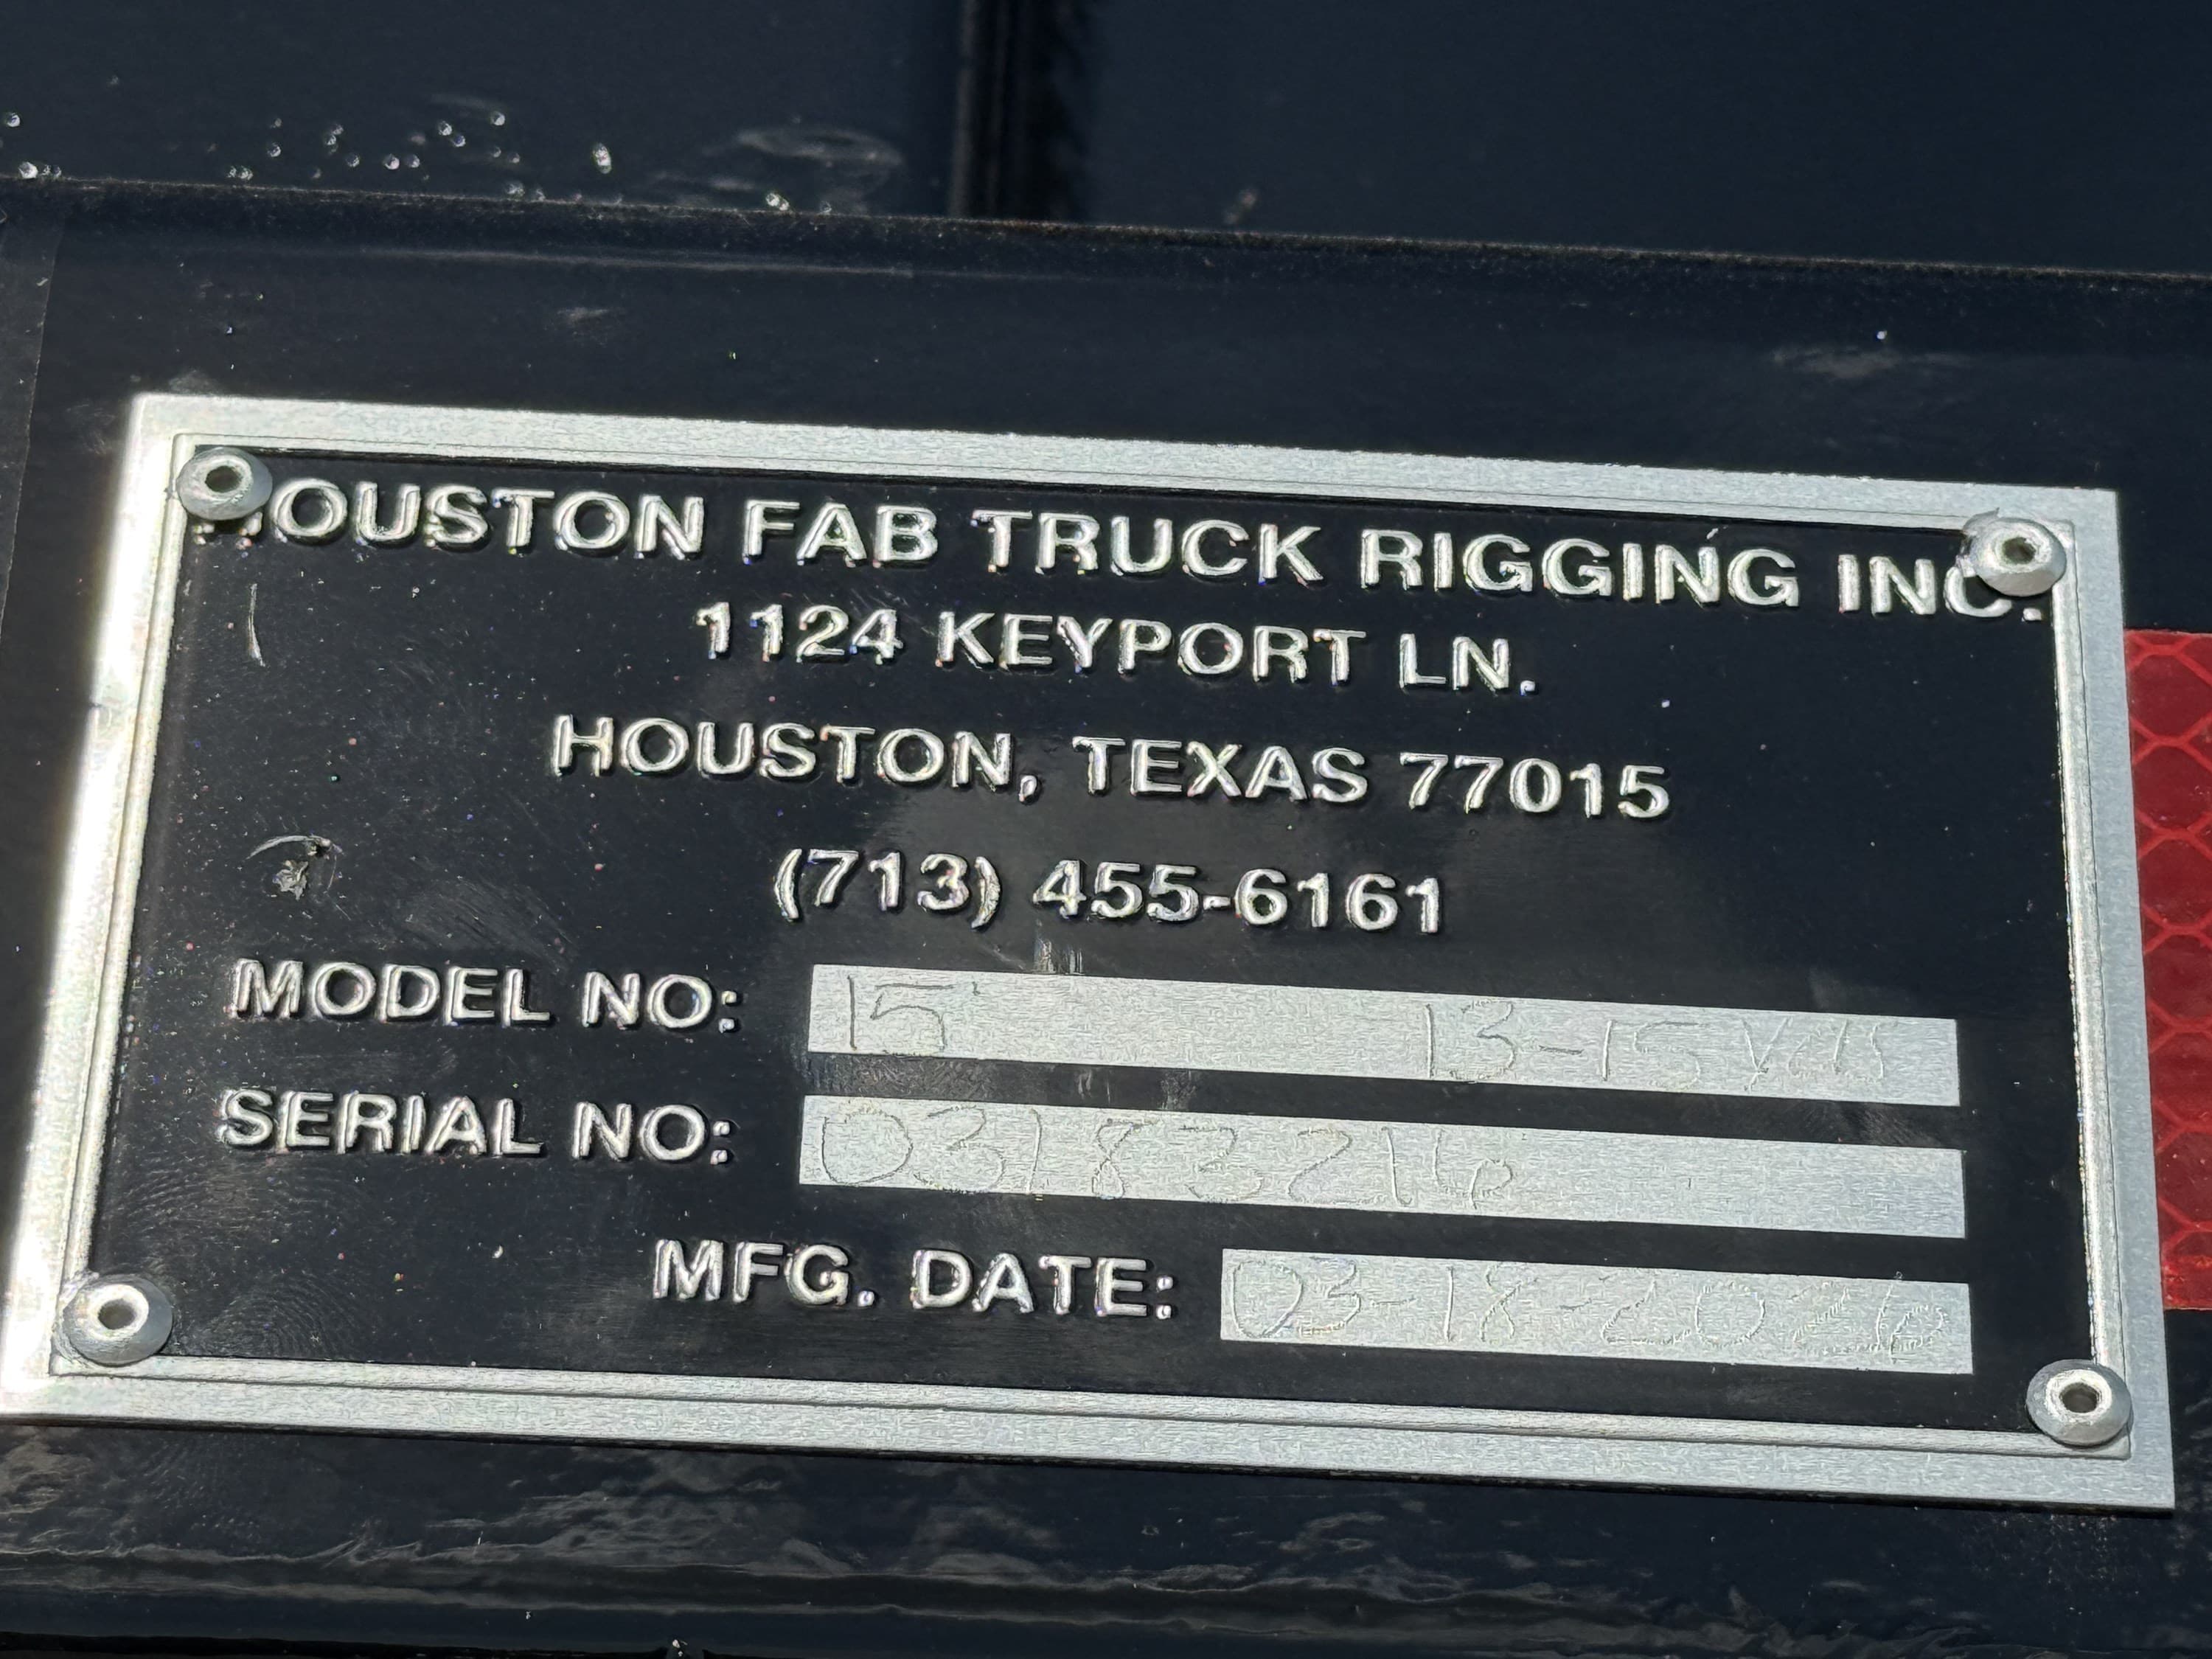 HOUSTON FAB TRUCK RIGGING INC.
1124 KEYPORT LN.
HOUSTON, TEXAS 77015
(713) 455-6161
MODEL NO: 15' 13-15 Yds
SERIAL NO: 03183216
MFG. DATE: 03-18-2026